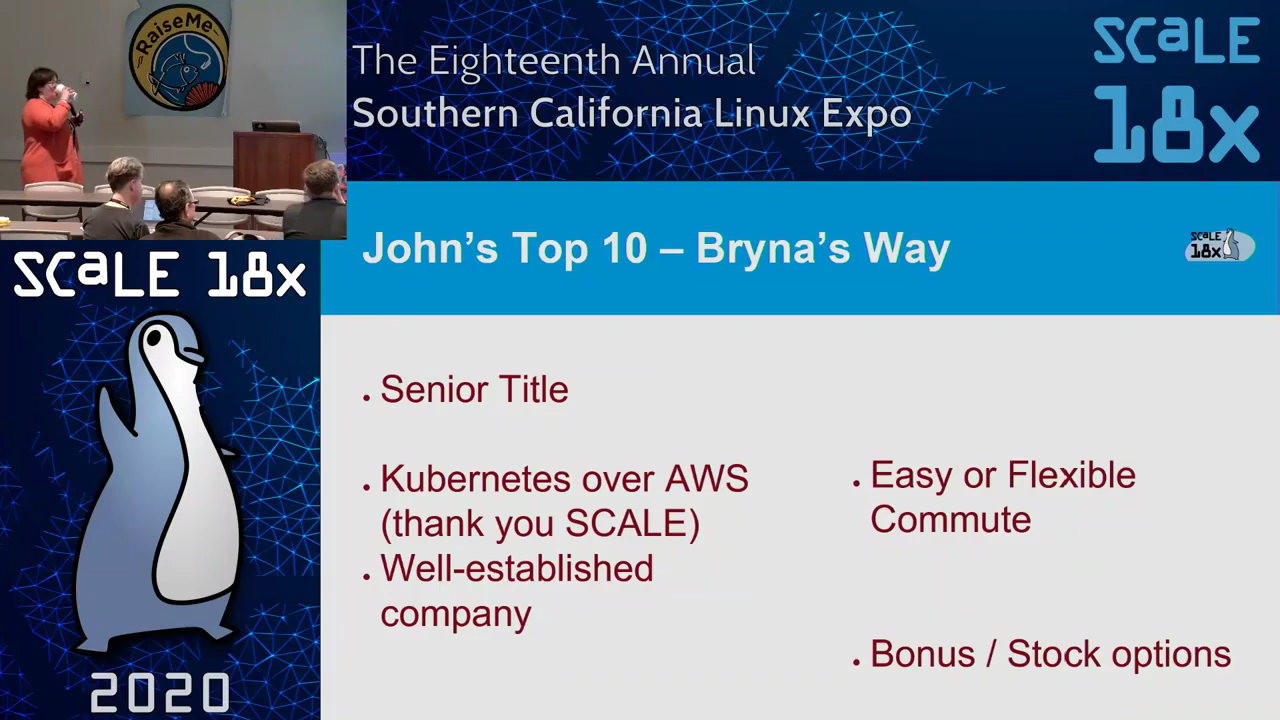 RaiseMe
The Eighteenth Annual
Southern California Linux Expo
SCaLE
18x
John's Top 10 – Bryna's Way
SCALE
18x
SCaLE 18x
2020
. Senior Title
. Kubernetes over AWS
(thank you SCALE)
. Well-established
company
. Easy or Flexible
Commute
. Bonus / Stock options